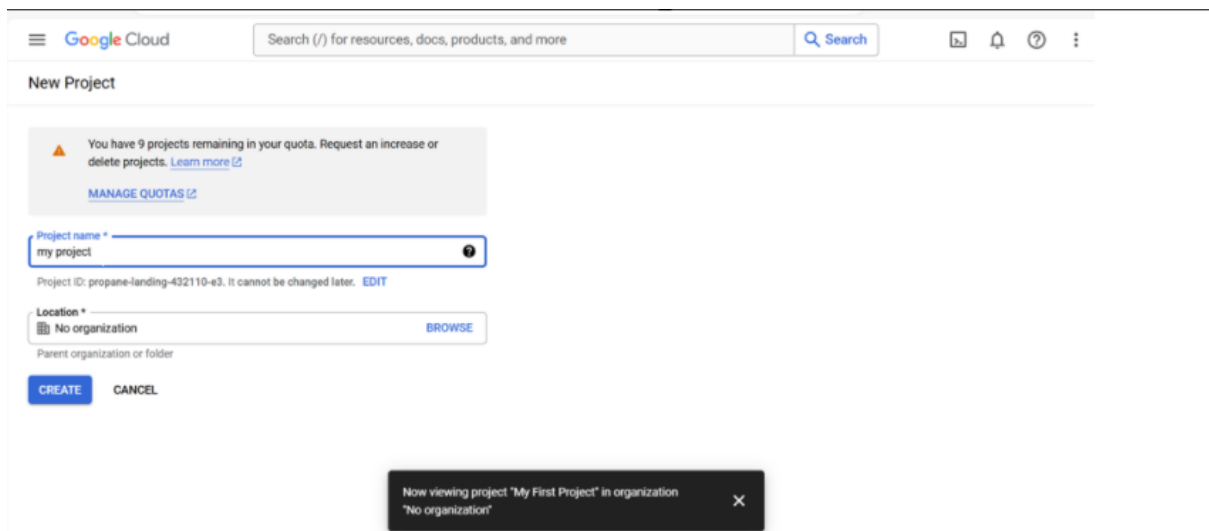 Google Cloud
Search (/) for resources, docs, products, and more
Search
New Project
You have 9 projects remaining in your quota. Request an increase or
delete projects. Learn more
MANAGE QUOTAS
Project name *
my project
Project ID: propane-landing-432110-e3. It cannot be changed later. EDIT
Location *
No organization BROWSE
Parent organization or folder
CREATE CANCEL
Now viewing project "My First Project" in organization
"No organization"